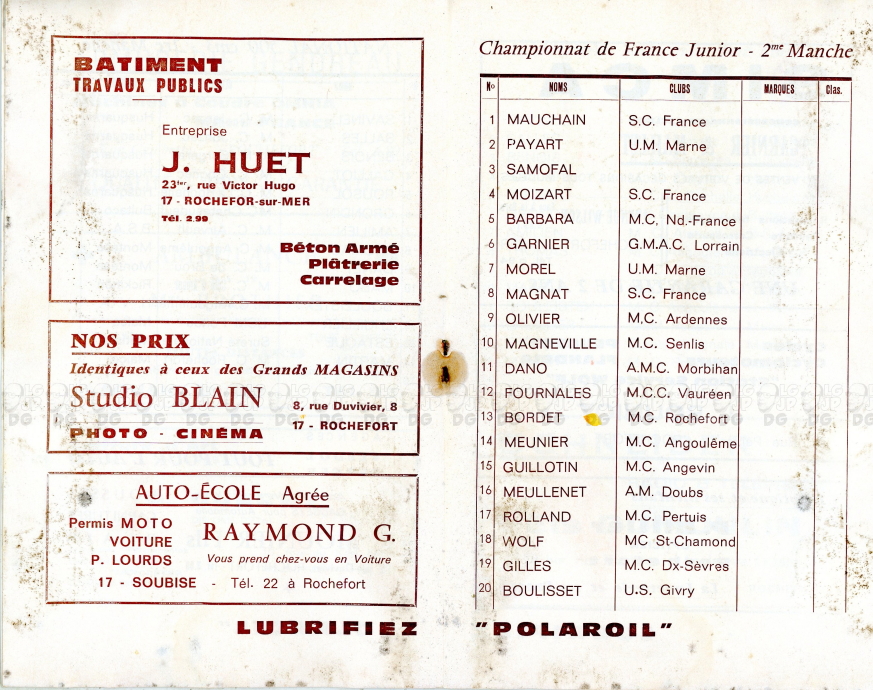 BATIMENT
TRAVAUX PUBLICS
Entreprise
J. HUET
23ter, rue Victor Hugo
17 - ROCHEFOR-sur-MER
Tél. 2.99
Béton Armé
Plâtrerie
Carrelage
NOS PRIX
Identiques à ceux des Grands MAGASINS
Studio BLAIN
8, rue Duvivier, 8
17 - ROCHEFORT
PHOTO - CINÉMA
AUTO-ÉCOLE Agrée
Permis MOTO
VOITURE
P. LOURDS
RAYMOND G.
Vous prend chez-vous en Voiture
17 - SOUBISE - Tél. 22 à Rochefort
Championnat de France Junior - 2me Manche
No NOMS CLUBS MARQUES Clas.
1 MAUCHAIN S.C. France
2 PAYART U.M. Marne
3 SAMOFAL
4 MOIZART S.C. France
5 BARBARA M.C. Nd.-France
6 GARNIER G.M.A.C. Lorrain
7 MOREL U.M. Marne
8 MAGNAT S.C. France
9 OLIVIER M.C. Ardennes
10 MAGNEVILLE M.C. Senlis
11 DANO A.M.C. Morbihan
12 FOURNALES M.C.C. Vauréen
13 BORDET M.C. Rochefort
14 MEUNIER M.C. Angoulême
15 GUILLOTIN M.C. Angevin
16 MEULLENET A.M. Doubs
17 ROLLAND M.C. Pertuis
18 WOLF MC St-Chamond
19 GILLES M.C. Dx-Sèvres
20 BOULISSET U.S. Givry
LUBRIFIEZ "POLAROIL"